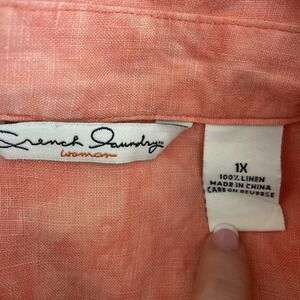 French Laundry
woman
1X
100% LINEN
MADE IN CHINA
CARE ON REVERSE